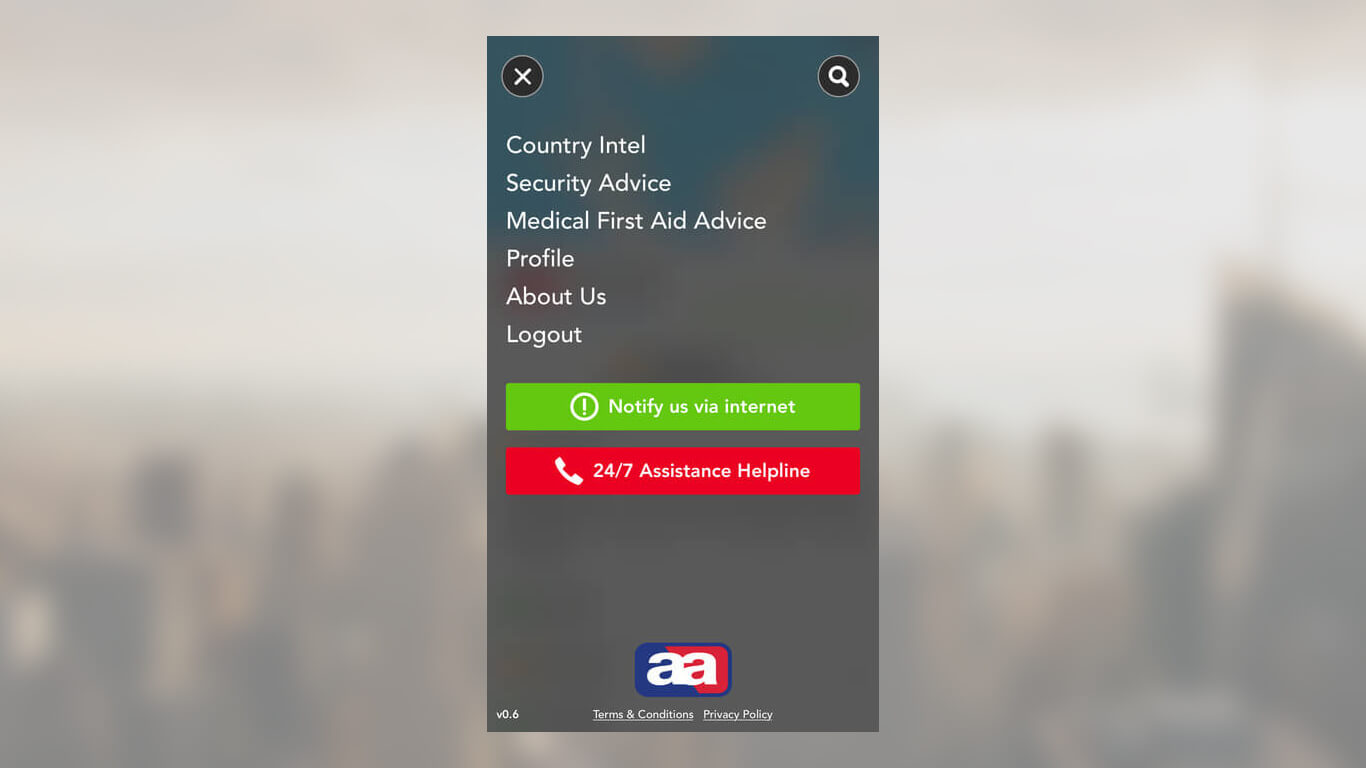 Country Intel
Security Advice
Medical First Aid Advice
Profile
About Us
Logout
Notify us via internet
24/7 Assistance Helpline
aa
v0.6 Terms & Conditions Privacy Policy